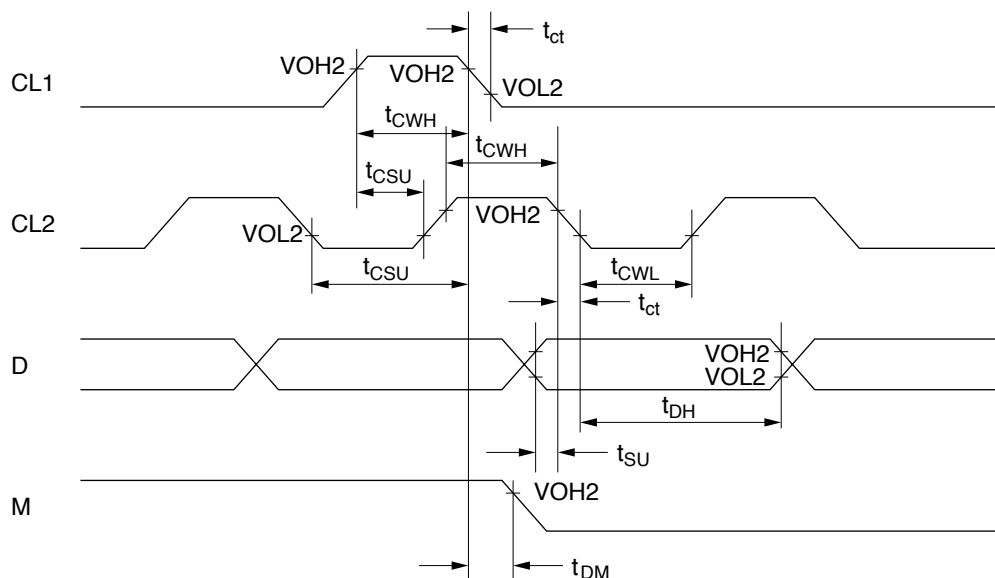 t_ct
VOH2 VOH2
CL1 VOL2
t_CWH
t_CWH
t_CSU
CL2 VOH2
VOL2
t_CSU t_CWL
t_ct
D VOH2
VOL2
t_DH
t_SU
VOH2
M
t_DM